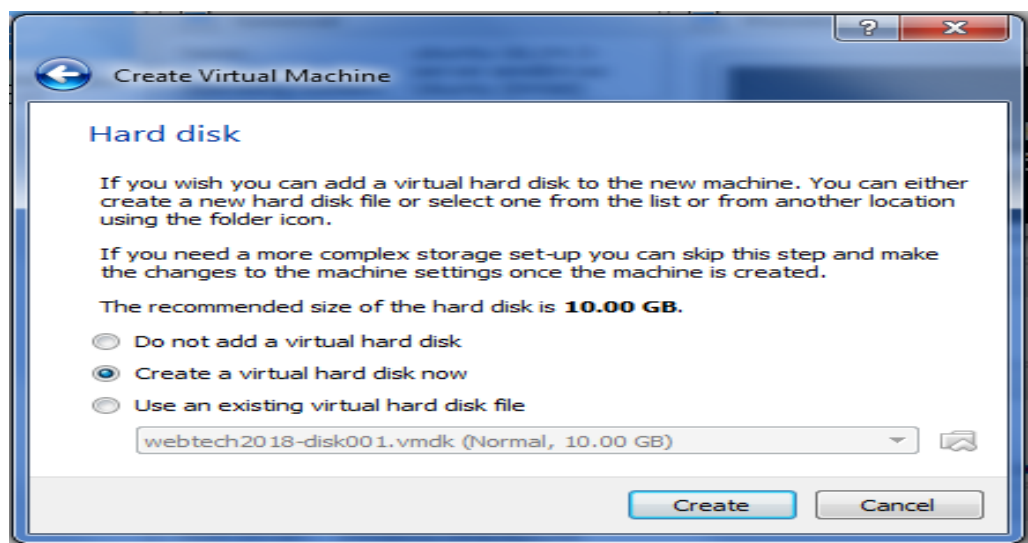 ?
Create Virtual Machine
Hard disk
If you wish you can add a virtual hard disk to the new machine. You can either
create a new hard disk file or select one from the list or from another location
using the folder icon.
If you need a more complex storage set-up you can skip this step and make
the changes to the machine settings once the machine is created.
The recommended size of the hard disk is 10.00 GB.
Do not add a virtual hard disk
Create a virtual hard disk now
Use an existing virtual hard disk file
webtech2018-disk001.vmdk (Normal, 10.00 GB)
Create Cancel